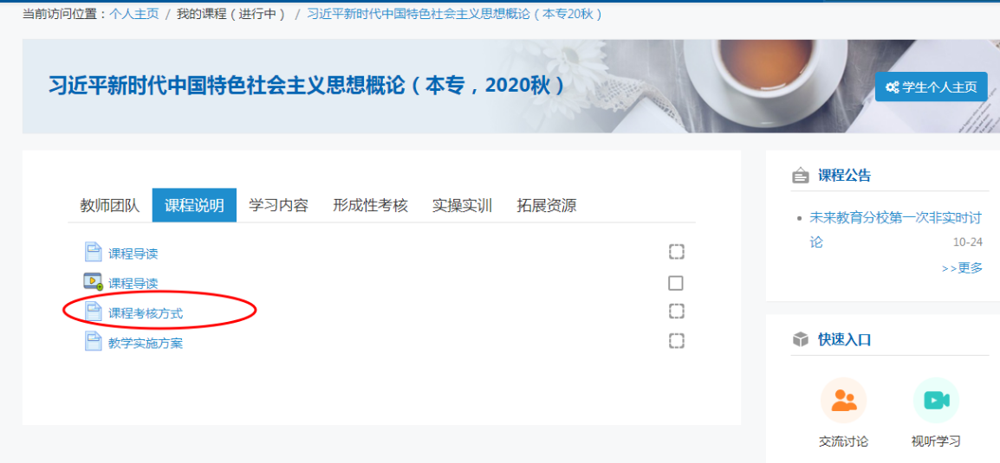 当前访问位置：个人主页 / 我的课程（进行中） / 习近平新时代中国特色社会主义思想概论（本专20秋）
习近平新时代中国特色社会主义思想概论（本专，2020秋）
学生个人主页
教师团队 课程说明 学习内容 形成性考核 实操实训 拓展资源
课程导读
课程导读
课程考核方式
教学实施方案
课程公告
未来教育分校第一次非实时讨
论 10-24
>>更多
快速入口
交流讨论 视听学习